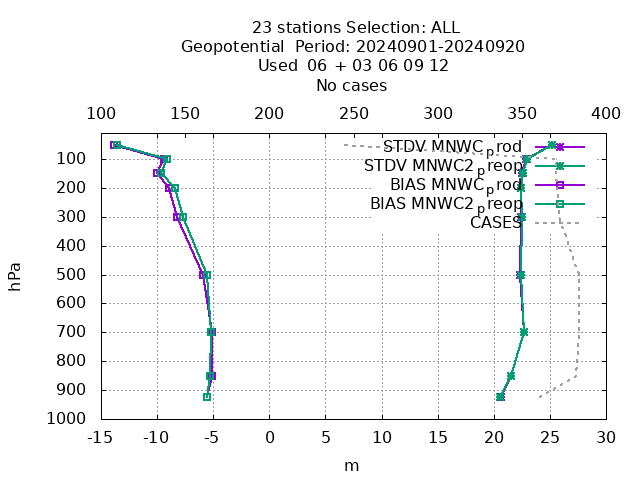 23 stations Selection: ALL
Geopotential  Period: 20240901-20240920
Used  06 + 03 06 09 12
No cases
100 150 200 250 300 350 400
STDV MNWC_prod
STDV MNWC2_preop
BIAS MNWC_prod
BIAS MNWC2_preop
CASES
hPa
100
200
300
400
500
600
700
800
900
1000
-15 -10 -5 0 5 10 15 20 25 30
m